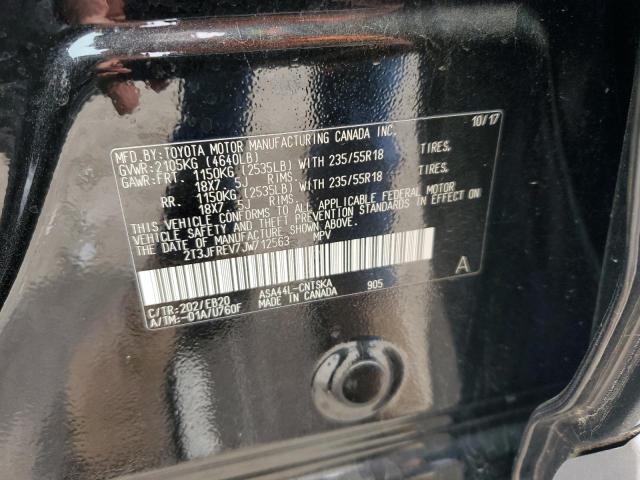 10/17
MFD.BY:TOYOTA MOTOR MANUFACTURING CANADA INC.
GVWR:2105KG (4640LB)
GAWR:FRT. 1150KG (2535LB) WITH 235/55R18 TIRES,
18X7.5J RIMS,
RR. 1150KG (2535LB) WITH 235/55R18 TIRES,
18X7.5J RIMS,
THIS VEHICLE CONFORMS TO ALL APPLICABLE FEDERAL MOTOR
VEHICLE SAFETY AND THEFT PREVENTION STANDARDS IN EFFECT ON
THE DATE OF MANUFACTURE SHOWN ABOVE.
2T3JFREV7JW712563 MPV
A
C/TR:202/EB20 ASA44L-CNTSKA 905
A/TM:-01A/U760F MADE IN CANADA